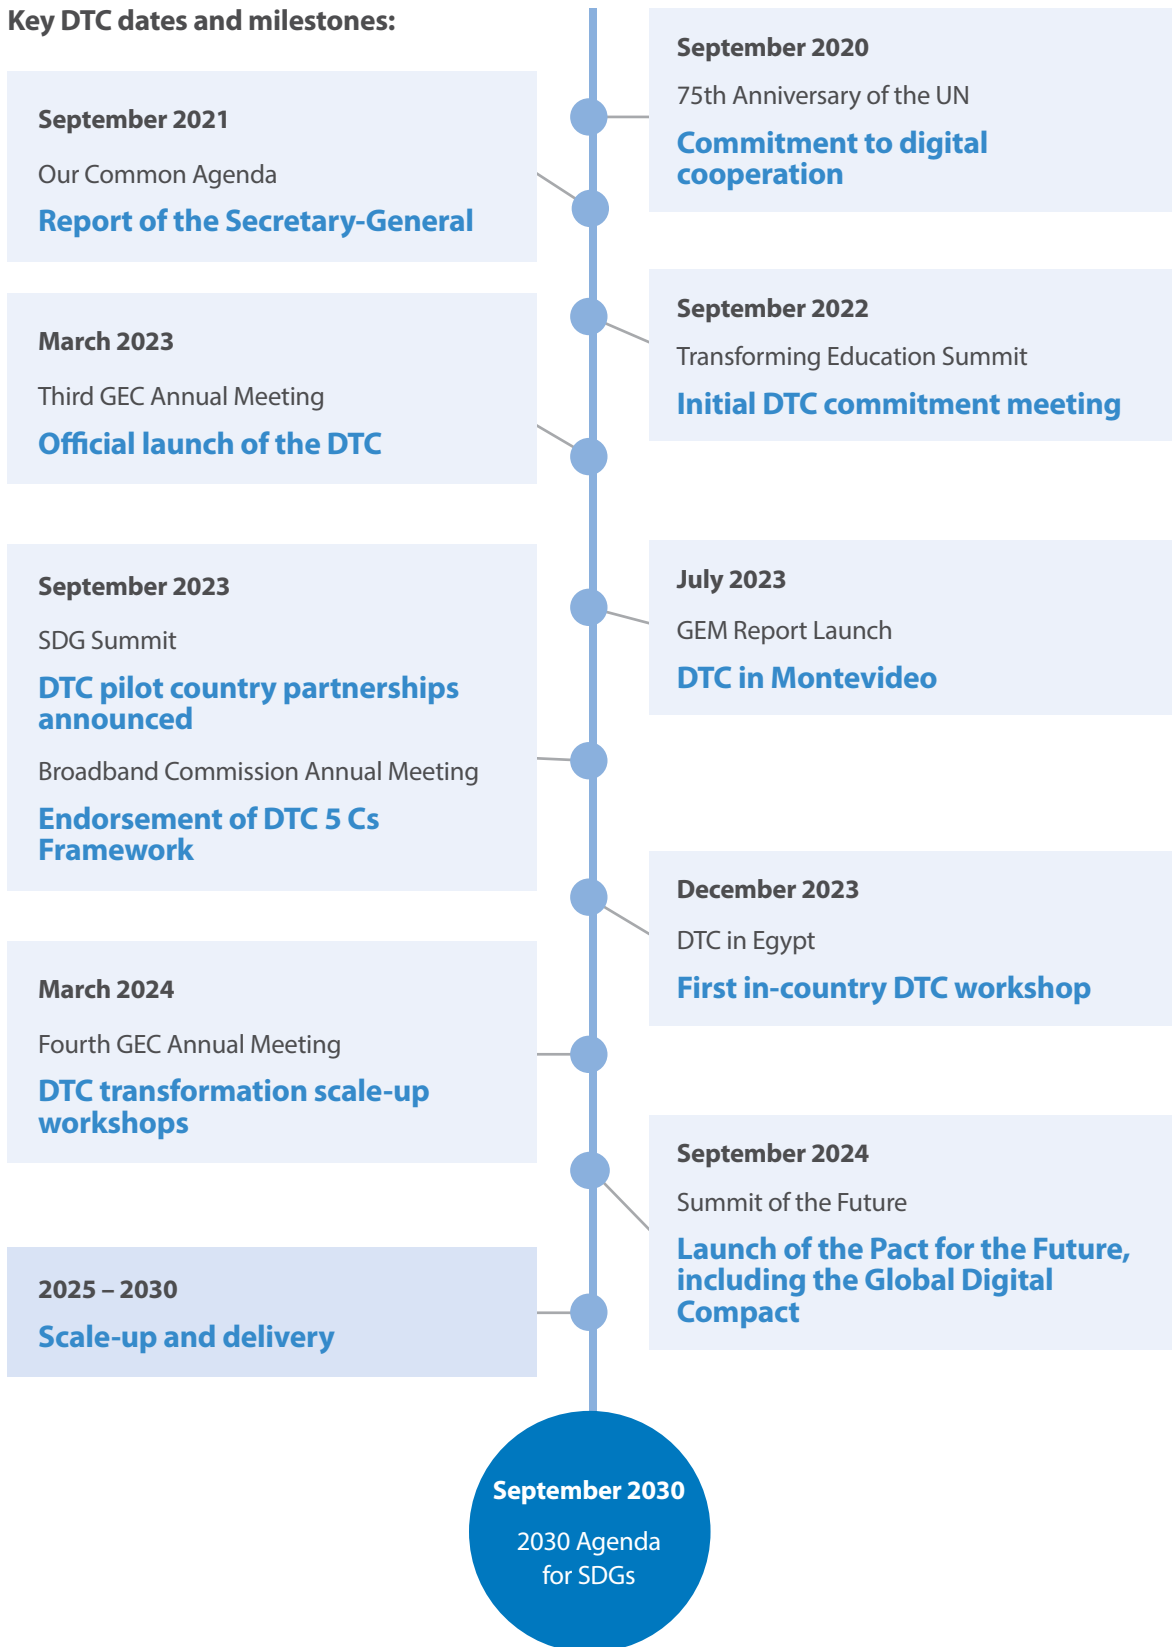 Key DTC dates and milestones:
September 2020
75th Anniversary of the UN
Commitment to digital
cooperation
September 2021
Our Common Agenda
Report of the Secretary-General
September 2022
Transforming Education Summit
Initial DTC commitment meeting
March 2023
Third GEC Annual Meeting
Official launch of the DTC
July 2023
GEM Report Launch
DTC in Montevideo
September 2023
SDG Summit
DTC pilot country partnerships
announced
Broadband Commission Annual Meeting
Endorsement of DTC 5 Cs
Framework
December 2023
DTC in Egypt
First in-country DTC workshop
March 2024
Fourth GEC Annual Meeting
DTC transformation scale-up
workshops
September 2024
Summit of the Future
Launch of the Pact for the Future,
including the Global Digital
Compact
2025 – 2030
Scale-up and delivery
September 2030
2030 Agenda
for SDGs